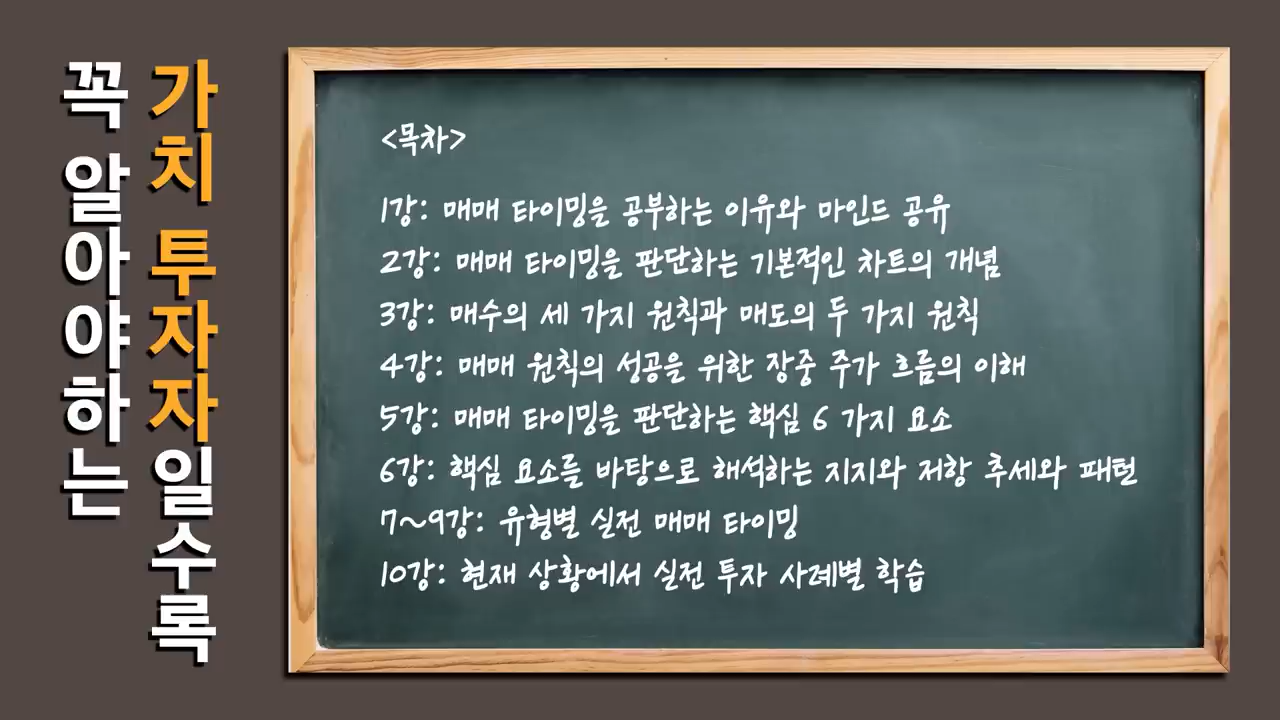 가치 투자자일수록
꼭 알아야하는
<목차>
1강: 매매 타이밍을 공부하는 이유와 마인드 공유
2강: 매매 타이밍을 판단하는 기본적인 차트의 개념
3강: 매수의 세 가지 원칙과 매도의 두 가지 원칙
4강: 매매 원칙의 성공을 위한 장중 주가 흐름의 이해
5강: 매매 타이밍을 판단하는 핵심 6 가지 요소
6강: 핵심 요소를 바탕으로 해석하는 지지와 저항 추세와 패턴
7~9강: 유형별 실전 매매 타이밍
10강: 현재 상황에서 실전 투자 사례별 학습